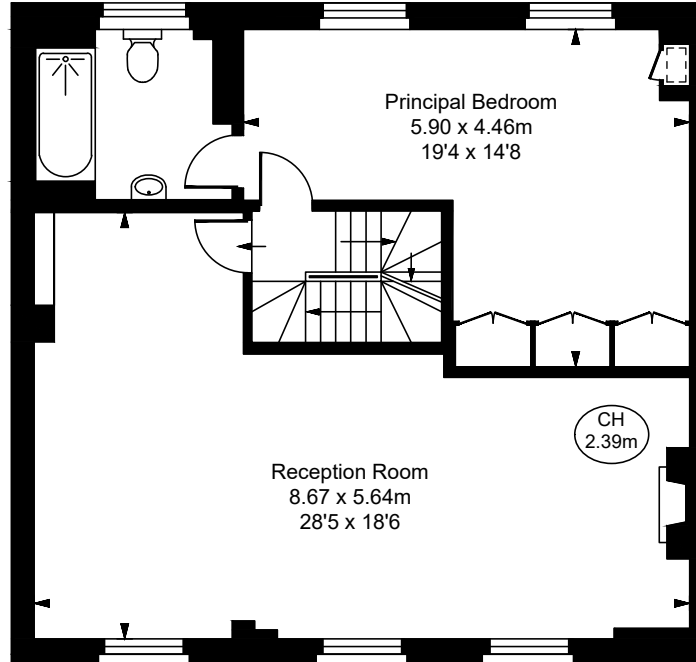 Principal Bedroom
5.90 x 4.46m
19'4 x 14'8
CH
2.39m
Reception Room
8.67 x 5.64m
28'5 x 18'6